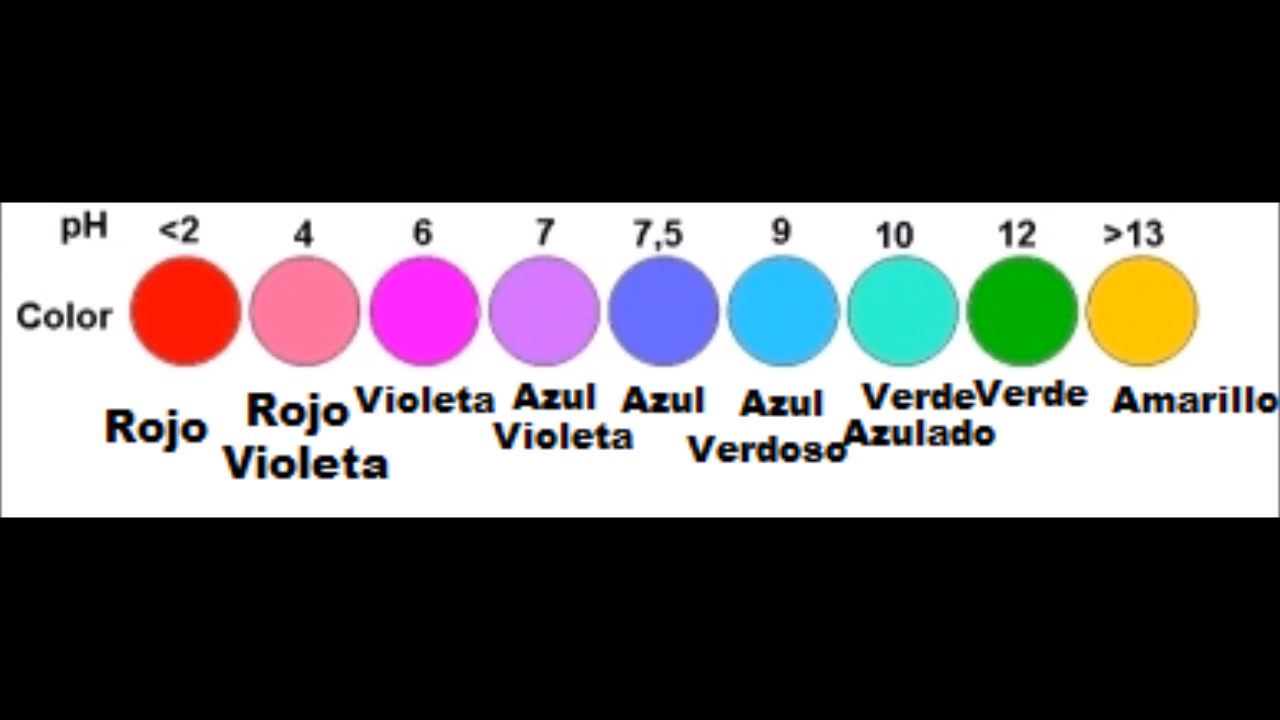 pH <2 4 6 7 7,5 9 10 12 >13
Color
Rojo Rojo Violeta Azul Azul Azul Verde Verde Amarillo
Violeta Violeta Verdoso Azulado